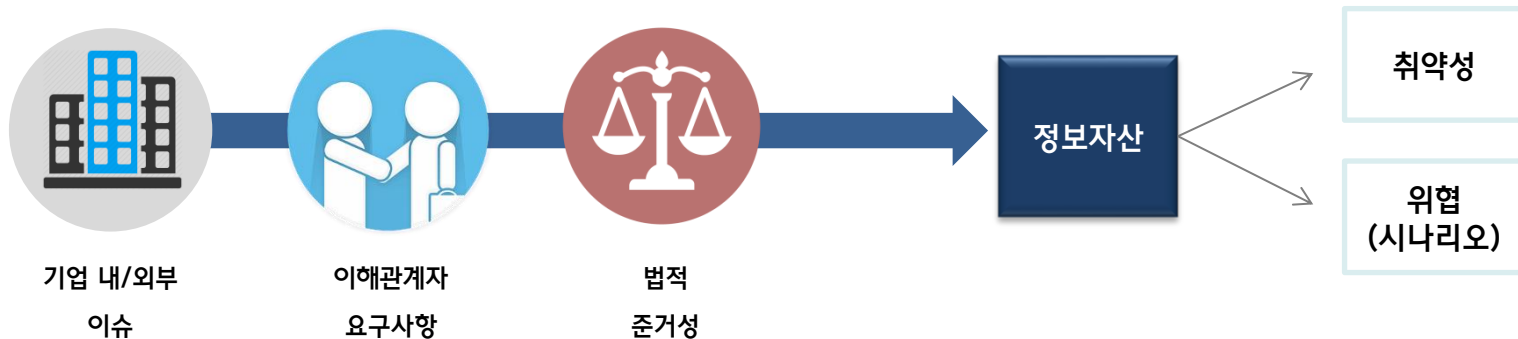 기업 내/외부
이슈
이해관계자
요구사항
법적
준거성
정보자산
취약성
위협
(시나리오)